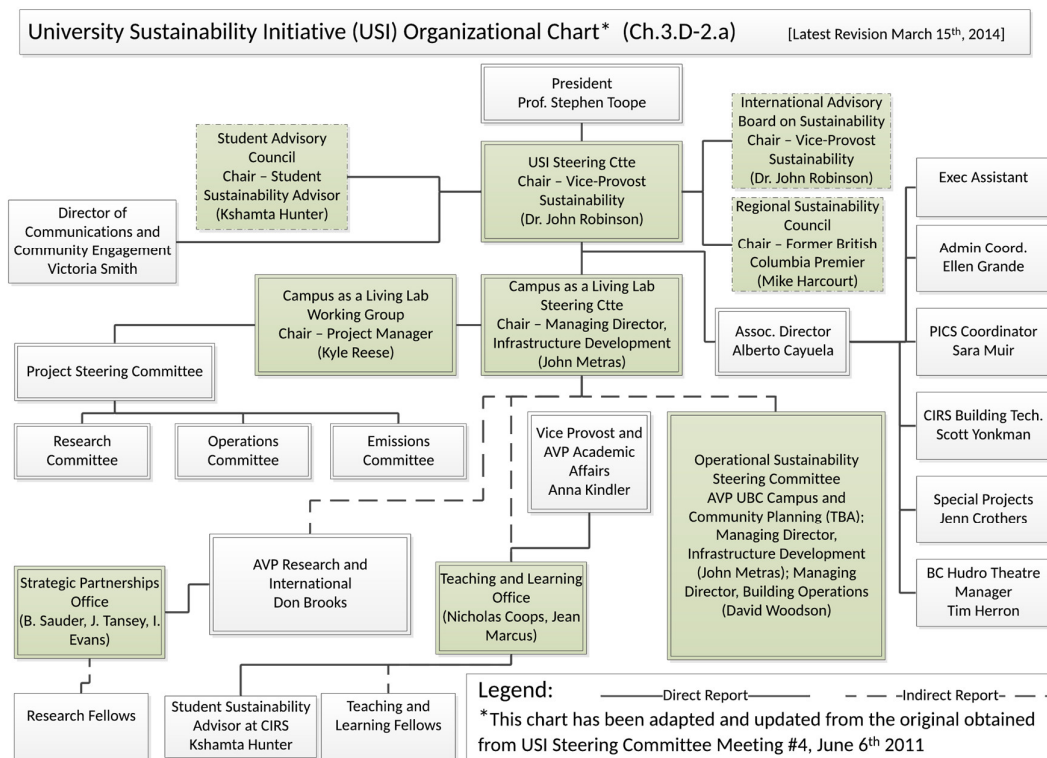 University Sustainability Initiative (USI) Organizational Chart* (Ch.3.D-2.a) [Latest Revision March 15th, 2014]
President
Prof. Stephen Toope
International Advisory
Board on Sustainability
Chair – Vice-Provost
Sustainability
(Dr. John Robinson)
Student Advisory
Council
Chair – Student
Sustainability Advisor
(Kshamta Hunter)
USI Steering Ctte
Chair – Vice-Provost
Sustainability
(Dr. John Robinson)
Exec Assistant
Director of
Communications and
Community Engagement
Victoria Smith
Regional Sustainability
Council
Chair – Former British
Columbia Premier
(Mike Harcourt)
Admin Coord.
Ellen Grande
Campus as a Living Lab
Working Group
Chair – Project Manager
(Kyle Reese)
Campus as a Living Lab
Steering Ctte
Chair – Managing Director,
Infrastructure Development
(John Metras)
Assoc. Director
Alberto Cayuela
PICS Coordinator
Sara Muir
Project Steering Committee
CIRS Building Tech.
Scott Yonkman
Research
Committee
Operations
Committee
Emissions
Committee
Vice Provost and
AVP Academic
Affairs
Anna Kindler
Operational Sustainability
Steering Committee
AVP UBC Campus and
Community Planning (TBA);
Managing Director,
Infrastructure Development
(John Metras); Managing
Director, Building Operations
(David Woodson)
Special Projects
Jenn Crothers
AVP Research and
International
Don Brooks
Strategic Partnerships
Office
(B. Sauder, J. Tansey, I.
Evans)
Teaching and Learning
Office
(Nicholas Coops, Jean
Marcus)
BC Hudro Theatre
Manager
Tim Herron
Research Fellows
Student Sustainability
Advisor at CIRS
Kshamta Hunter
Teaching and
Learning Fellows
Legend:
Direct Report
Indirect Report
*This chart has been adapted and updated from the original obtained
from USI Steering Committee Meeting #4, June 6th 2011